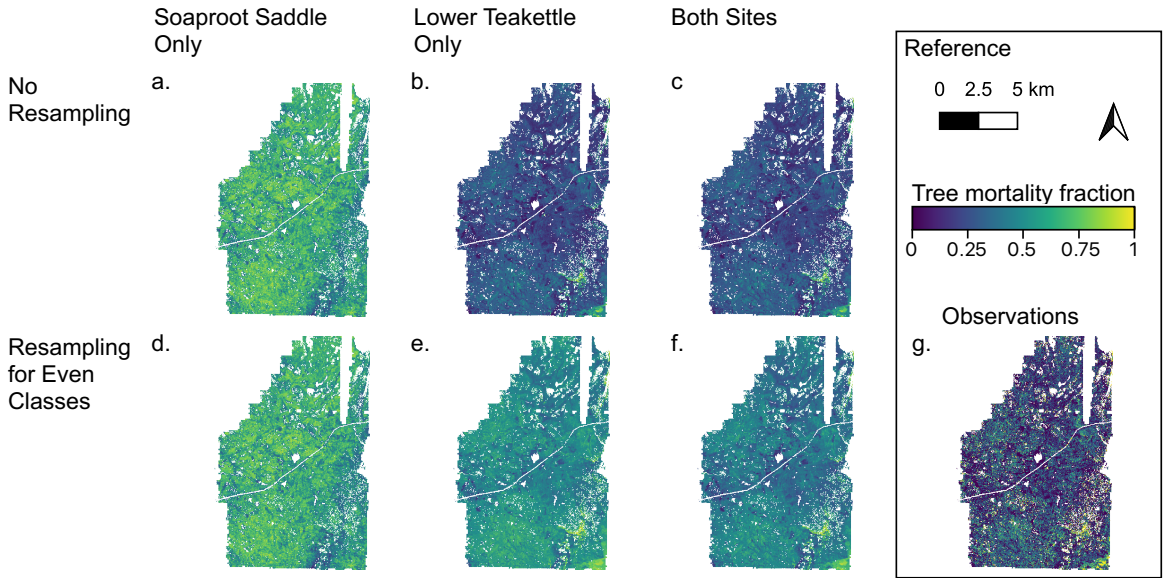 Soaproot Saddle
Only
Lower Teakettle
Only
Both Sites
No
Resampling
a.
b.
c.
Resampling
for Even
Classes
d.
e.
f.
Reference
0 2.5 5 km
Tree mortality fraction
0 0.25 0.5 0.75 1
Observations
g.